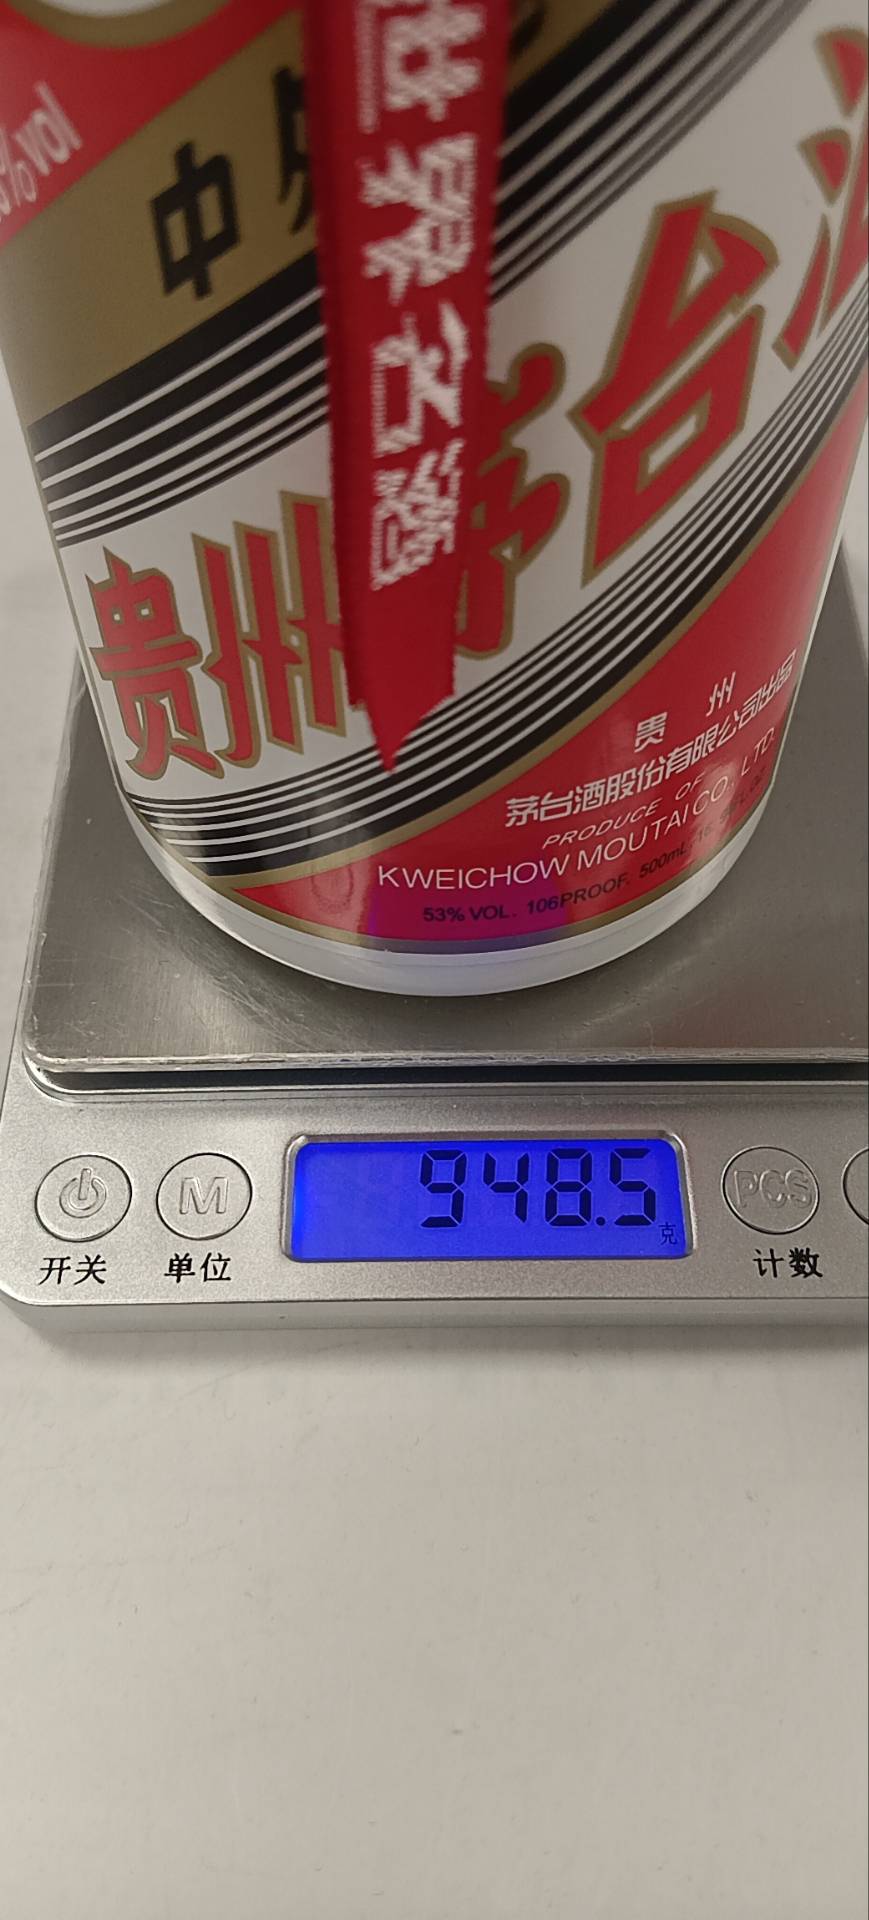 世界名酒
%vol
中外
贵州茅台酒
贵州
茅台酒股份有限公司出品
PRODUCE OF
KWEICHOW MOUTAI CO., LTD.
53% VOL. 106PROOF. 500mL
948.5
克
M
PCS
开关
单位
计数